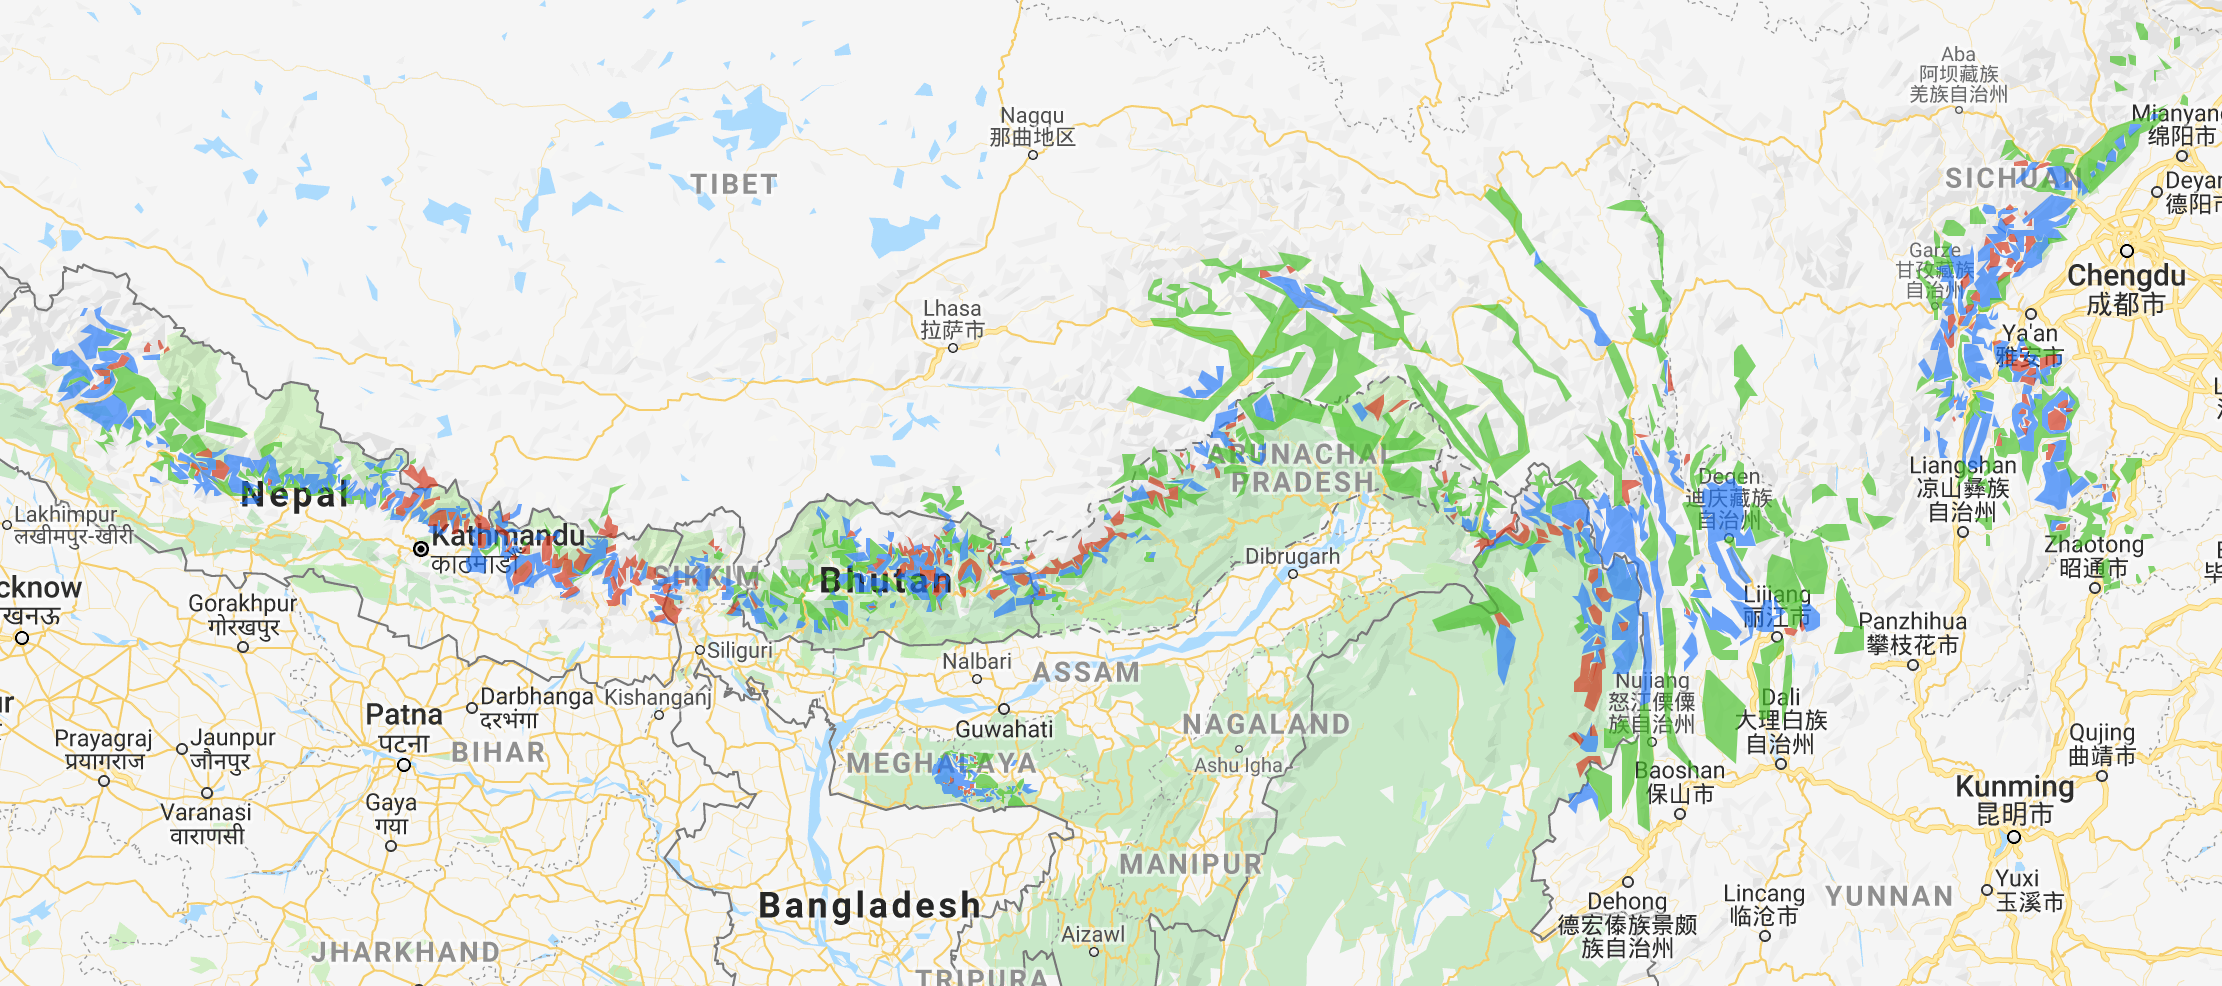 Aba
阿坝藏族
羌族自治州
Nagqu
那曲地区
Mianyang
绵阳市
TIBET
SICHUAN
Deyan
德阳市
Garze
甘孜藏族
自治州
Chengdu
成都市
Lhasa
拉萨市
Ya'an
雅安市
ARUNACHAL
PRADESH
Liangshan
凉山彝族
自治州
Deqen
迪庆藏族
自治州
Nepal
Lakhimpur
लखीमपुर-खीरी
Kathmandu
काठमाडौं
Dibrugarh
Zhaotong
昭通市
SIKKIM
Bhutan
cknow
खनऊ
Gorakhpur
गोरखपुर
Lijiang
丽江市
Panzhihua
攀枝花市
Siliguri
Nalbari
ASSAM
Darbhanga
दरभंगा
Kishanganj
Nujiang
怒江傈僳
族自治州
Dali
大理白族
自治州
Patna
पटना
Guwahati
NAGALAND
Prayagraj
प्रयागराज
Jaunpur
जौनपुर
BIHAR
MEGHALAYA
Ashu Igha
Qujing
曲靖市
Baoshan
保山市
Varanasi
वाराणसी
Gaya
गया
Kunming
昆明市
MANIPUR
Bangladesh
Dehong
德宏傣族景颇
族自治州
Lincang
临沧市
YUNNAN
Yuxi
玉溪市
JHARKHAND
Aizawl
TRIPURA